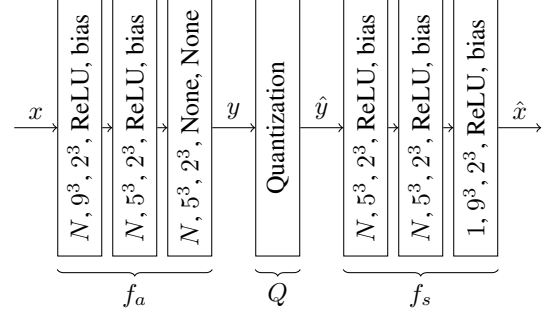 x
N, 9³, 2³, ReLU, bias
N, 5³, 2³, ReLU, bias
N, 5³, 2³, None, None
y
Quantization
ŷ
N, 5³, 2³, ReLU, bias
N, 5³, 2³, ReLU, bias
1, 9³, 2³, ReLU, bias
x̂
f_a
Q
f_s